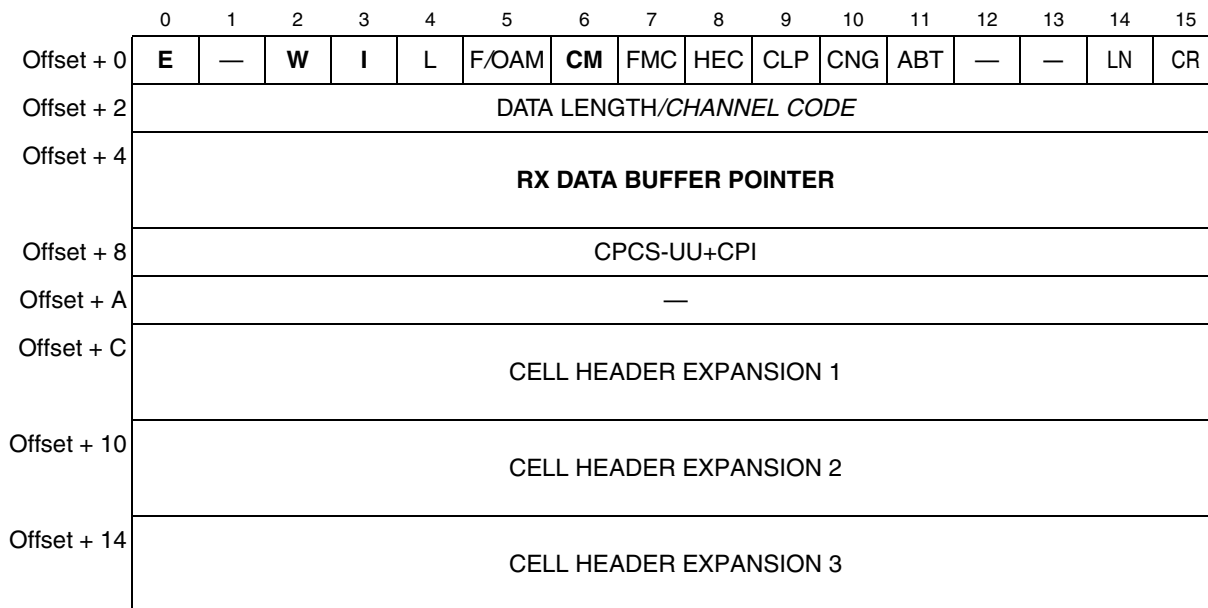 0 1 2 3 4 5 6 7 8 9 10 11 12 13 14 15
Offset + 0 E — W I L F/OAM CM FMC HEC CLP CNG ABT — — LN CR
Offset + 2 DATA LENGTH/CHANNEL CODE
Offset + 4
RX DATA BUFFER POINTER
Offset + 8 CPCS-UU+CPI
Offset + A —
Offset + C
CELL HEADER EXPANSION 1
Offset + 10
CELL HEADER EXPANSION 2
Offset + 14
CELL HEADER EXPANSION 3